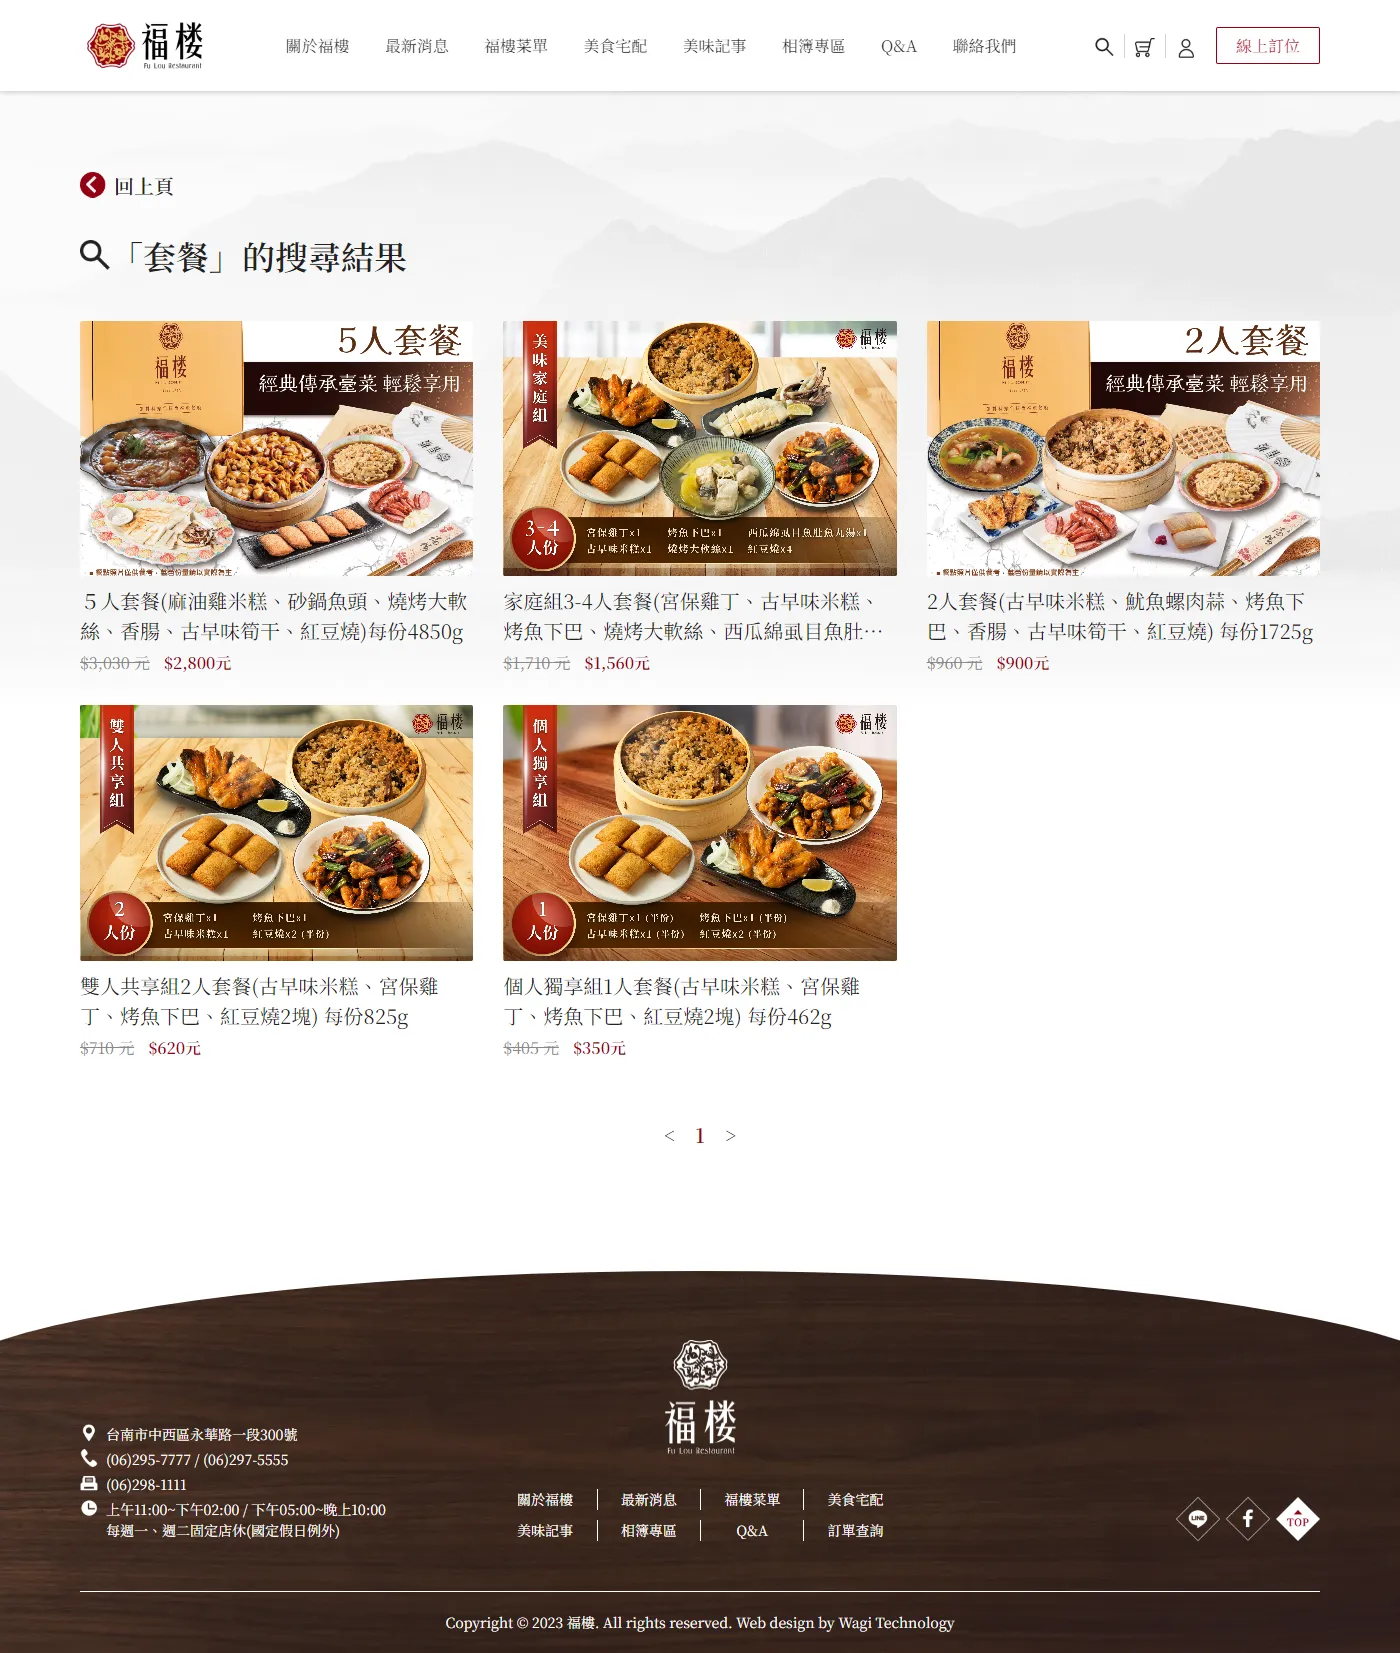 福楼
Fu Lou Restaurant
關於福樓
最新消息
福樓菜單
美食宅配
美味記事
相簿專區
Q&A
聯絡我們
線上訂位
回上頁
「套餐」的搜尋結果
福楼
5人套餐
經典傳承臺菜 輕鬆享用
美味家庭組
福楼
3-4
人份
宮保雞丁x1 烤魚下巴x1 西瓜綿虱目魚肚魚丸湯x1
古早味米糕x1 燒烤大軟絲x1 紅豆燒x4
福楼
2人套餐
經典傳承臺菜 輕鬆享用
５人套餐(麻油雞米糕、砂鍋魚頭、燒烤大軟
絲、香腸、古早味筍干、紅豆燒)每份4850g
$3,030 元 $2,800元
家庭組3-4人套餐(宮保雞丁、古早味米糕、
烤魚下巴、燒烤大軟絲、西瓜綿虱目魚肚…
$1,710 元 $1,560元
2人套餐(古早味米糕、魷魚螺肉蒜、烤魚下
巴、香腸、古早味筍干、紅豆燒) 每份1725g
$960 元 $900元
雙人共享組
福楼
2
人份
宮保雞丁x1 烤魚下巴x1
古早味米糕x1 紅豆燒x2 (半份)
個人獨享組
福楼
1
人份
宮保雞丁x1 (半份) 烤魚下巴x1 (半份)
古早味米糕x1 (半份) 紅豆燒x2 (半份)
雙人共享組2人套餐(古早味米糕、宮保雞
丁、烤魚下巴、紅豆燒2塊) 每份825g
$710 元 $620元
個人獨享組1人套餐(古早味米糕、宮保雞
丁、烤魚下巴、紅豆燒2塊) 每份462g
$405 元 $350元
< 1 >
福楼
Fu Lou Restaurant
台南市中西區永華路一段300號
(06)295-7777 / (06)297-5555
(06)298-1111
上午11:00~下午02:00 / 下午05:00~晚上10:00
每週一、週二固定店休(國定假日例外)
關於福樓 最新消息 福樓菜單 美食宅配
美味記事 相簿專區 Q&A 訂單查詢
LINE
TOP
Copyright © 2023 福樓. All rights reserved. Web design by Wagi Technology